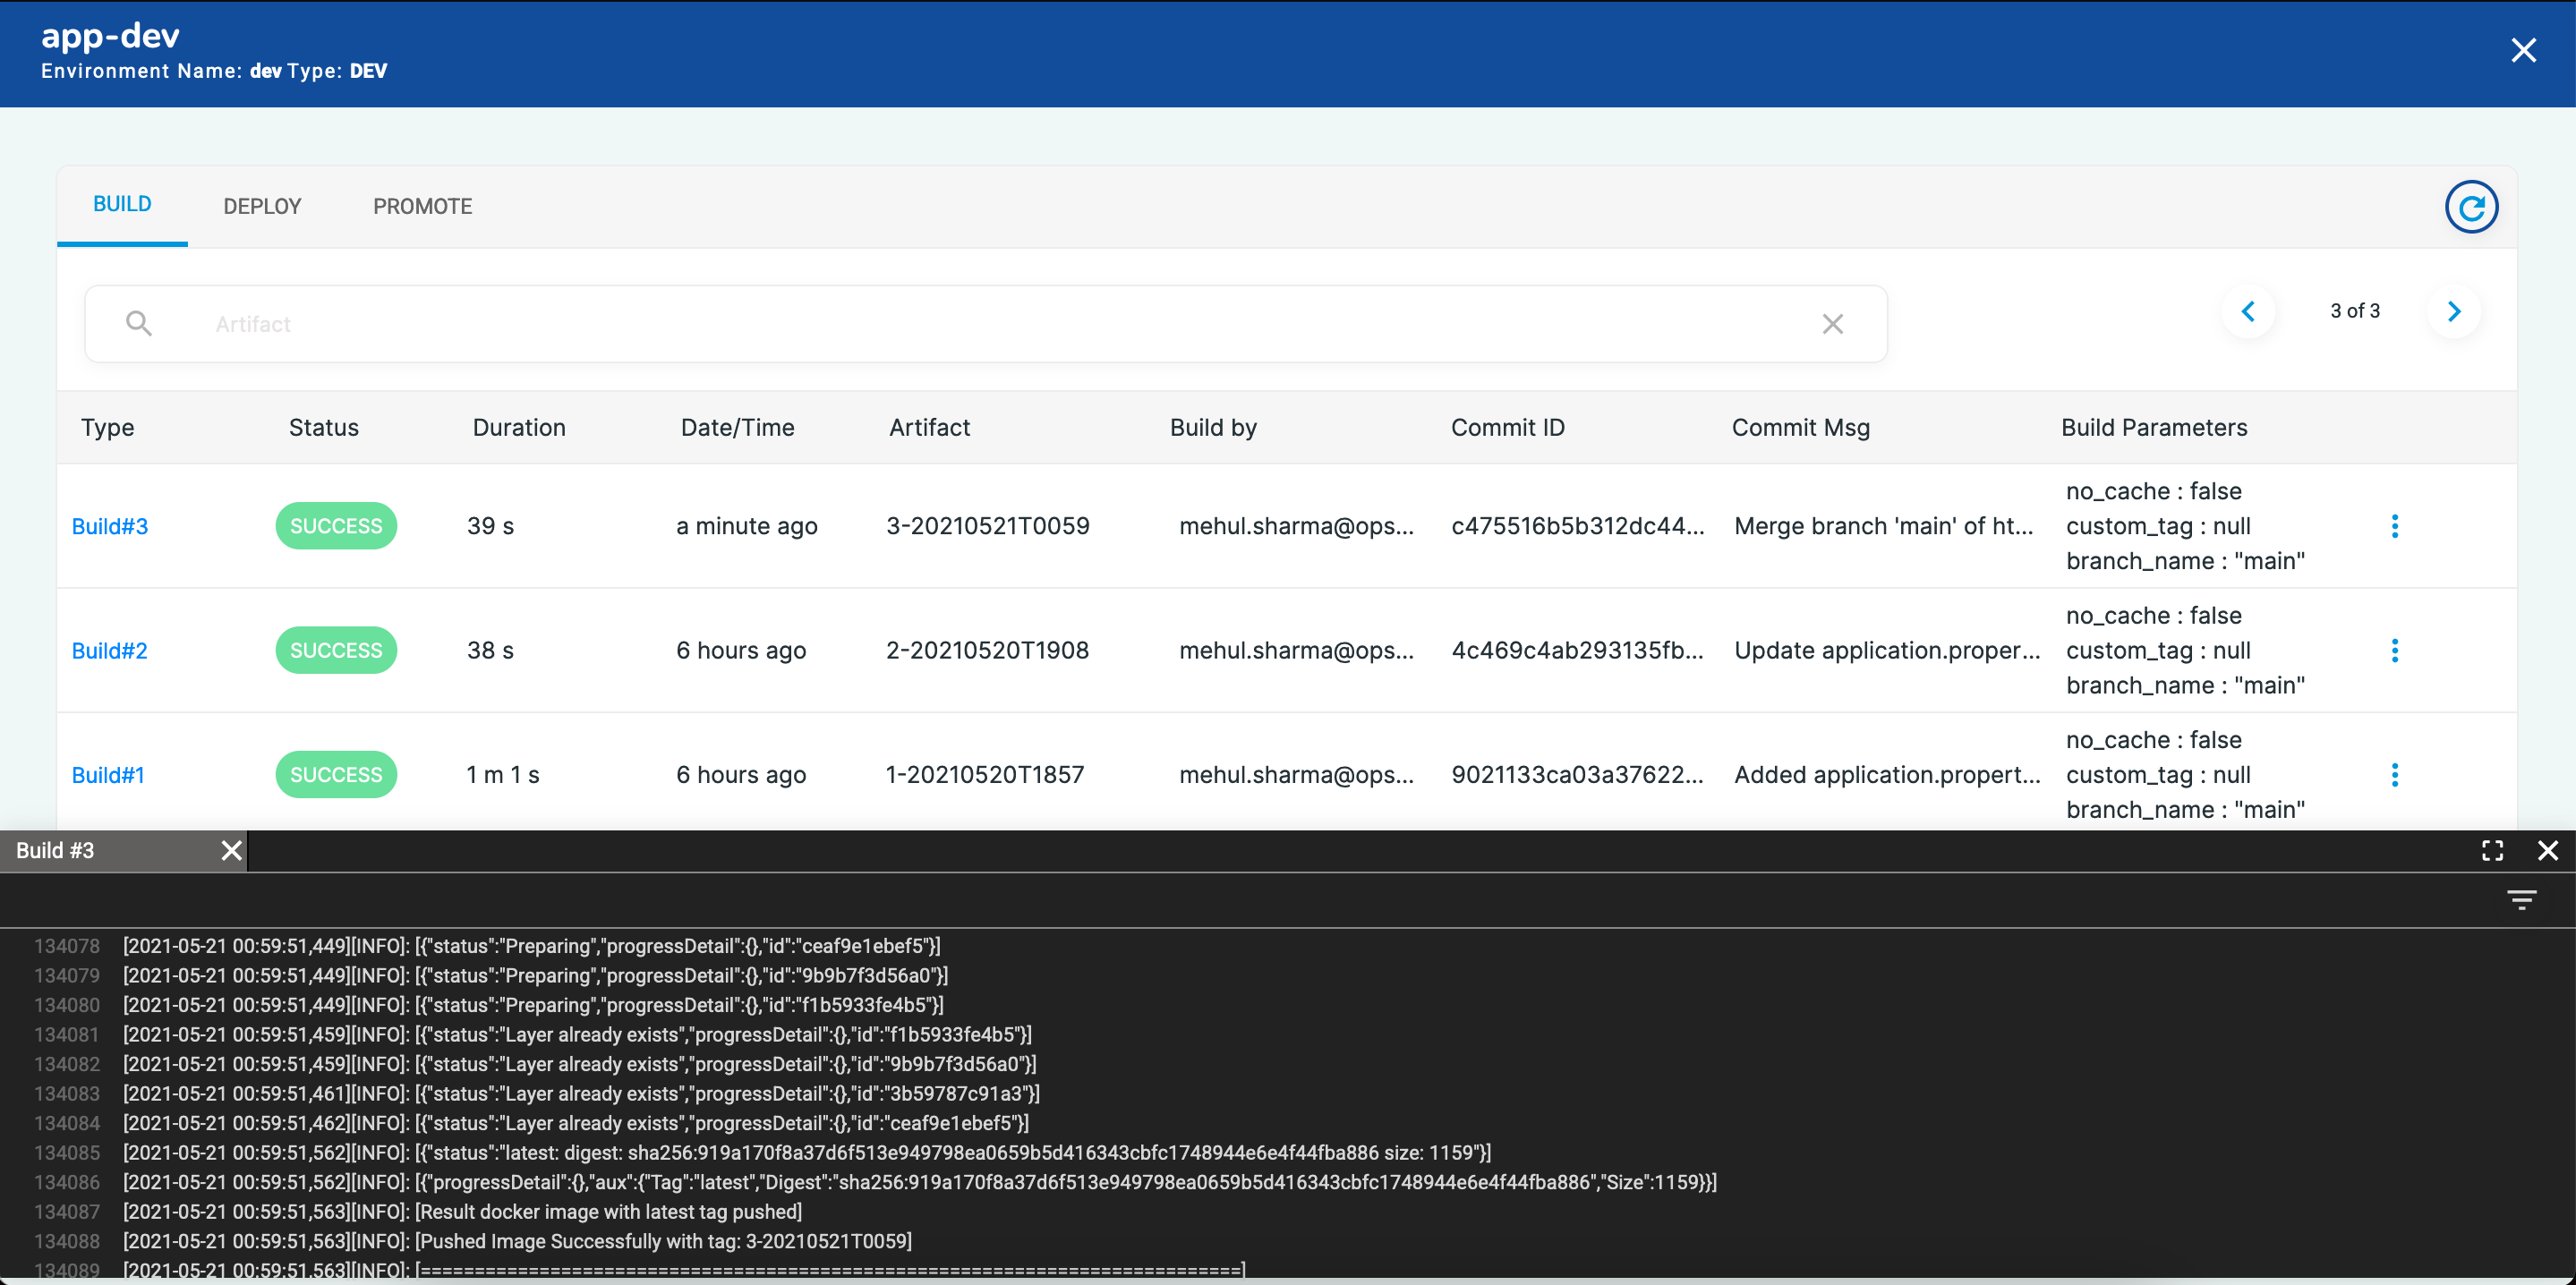 app-dev
Environment Name: dev Type: DEV
BUILD DEPLOY PROMOTE
Artifact
3 of 3
Type Status Duration Date/Time Artifact Build by Commit ID Commit Msg Build Parameters
no_cache : false
Build#3 SUCCESS 39 s a minute ago 3-20210521T0059 mehul.sharma@ops... c475516b5b312dc44... Merge branch 'main' of ht... custom_tag : null
branch_name : "main"
no_cache : false
Build#2 SUCCESS 38 s 6 hours ago 2-20210520T1908 mehul.sharma@ops... 4c469c4ab293135fb... Update application.proper... custom_tag : null
branch_name : "main"
no_cache : false
Build#1 SUCCESS 1 m 1 s 6 hours ago 1-20210520T1857 mehul.sharma@ops... 9021133ca03a37622... Added application.propert... custom_tag : null
branch_name : "main"
Build #3
134078 [2021-05-21 00:59:51,449][INFO]: [{"status":"Preparing","progressDetail":{},"id":"ceaf9e1ebef5"}]
134079 [2021-05-21 00:59:51,449][INFO]: [{"status":"Preparing","progressDetail":{},"id":"9b9b7f3d56a0"}]
134080 [2021-05-21 00:59:51,449][INFO]: [{"status":"Preparing","progressDetail":{},"id":"f1b5933fe4b5"}]
134081 [2021-05-21 00:59:51,459][INFO]: [{"status":"Layer already exists","progressDetail":{},"id":"f1b5933fe4b5"}]
134082 [2021-05-21 00:59:51,459][INFO]: [{"status":"Layer already exists","progressDetail":{},"id":"9b9b7f3d56a0"}]
134083 [2021-05-21 00:59:51,461][INFO]: [{"status":"Layer already exists","progressDetail":{},"id":"3b59787c91a3"}]
134084 [2021-05-21 00:59:51,462][INFO]: [{"status":"Layer already exists","progressDetail":{},"id":"ceaf9e1ebef5"}]
134085 [2021-05-21 00:59:51,562][INFO]: [{"status":"latest: digest: sha256:919a170f8a37d6f513e949798ea0659b5d416343cbfc1748944e6e4f44fba886 size: 1159"}]
134086 [2021-05-21 00:59:51,562][INFO]: [{"progressDetail":{},"aux":{"Tag":"latest","Digest":"sha256:919a170f8a37d6f513e949798ea0659b5d416343cbfc1748944e6e4f44fba886","Size":1159}}]
134087 [2021-05-21 00:59:51,563][INFO]: [Result docker image with latest tag pushed]
134088 [2021-05-21 00:59:51,563][INFO]: [Pushed Image Successfully with tag: 3-20210521T0059]
134089 [2021-05-21 00:59:51,563][INFO]: [============================================================================]